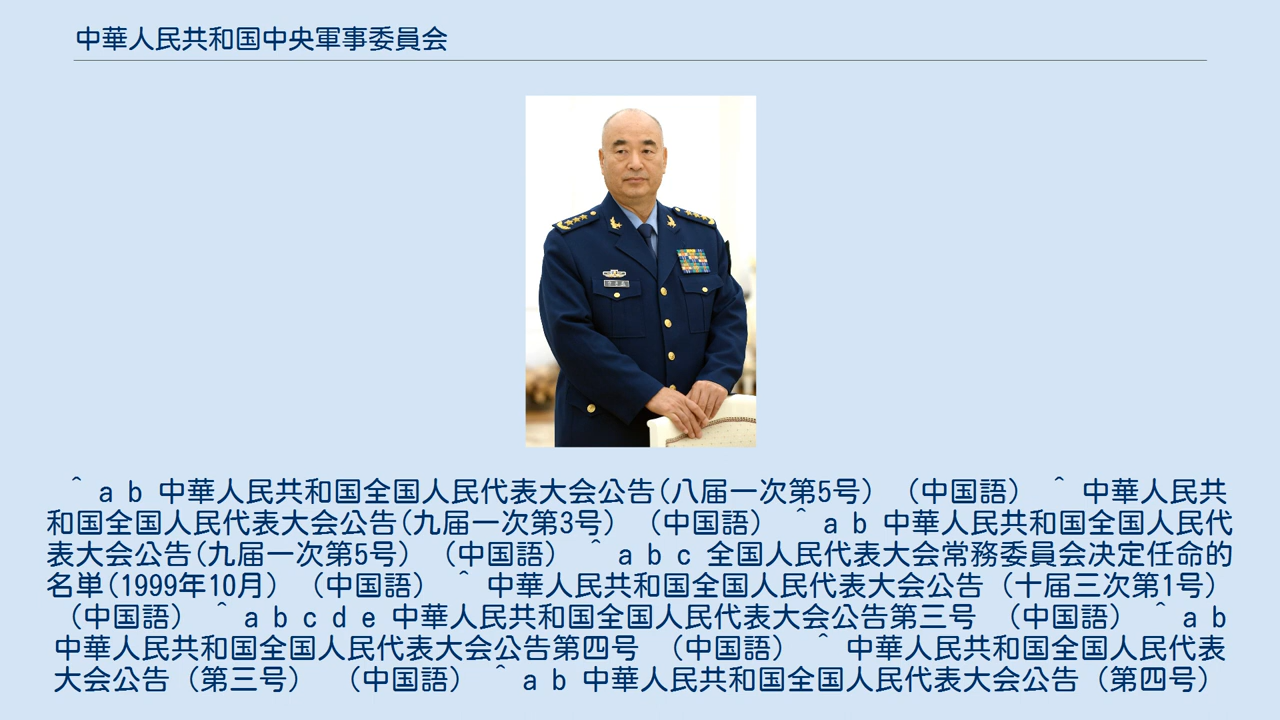 中華人民共和国中央軍事委員会
^ a b 中華人民共和国全国人民代表大会公告(八届一次第5号) (中国語) ^ 中華人民共
和国全国人民代表大会公告(九届一次第3号) (中国語) ^ a b 中華人民共和国全国人民代
表大会公告(九届一次第5号) (中国語) ^ a b c 全国人民代表大会常務委員会決定任命的
名単(1999年10月) (中国語) ^ 中華人民共和国全国人民代表大会公告 (十届三次第1号)
(中国語) ^ a b c d e 中華人民共和国全国人民代表大会公告第三号 (中国語) ^ a b
中華人民共和国全国人民代表大会公告第四号 (中国語) ^ 中華人民共和国全国人民代表
大会公告 (第三号) (中国語) ^ a b 中華人民共和国全国人民代表大会公告 (第四号)